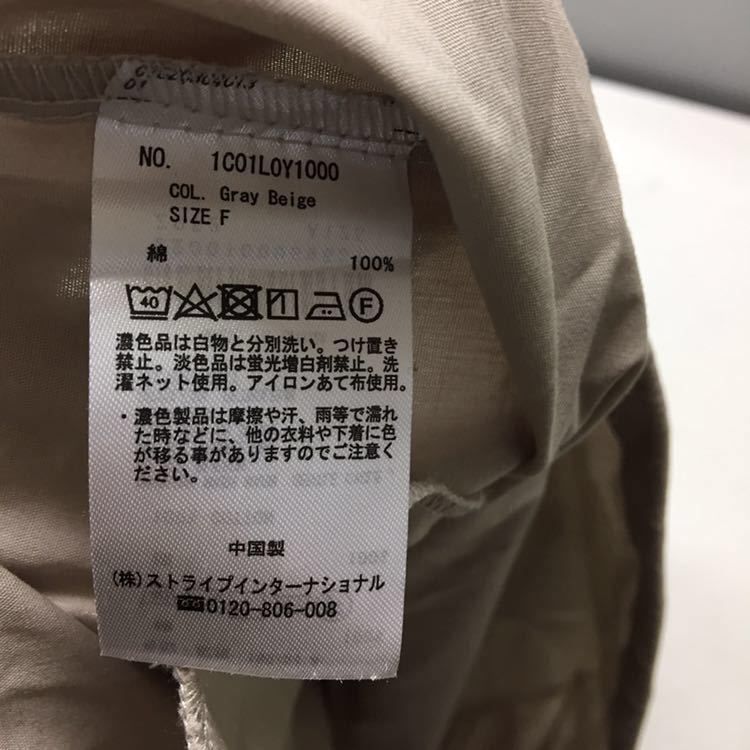 01
NO. 1C01L0Y1000
COL. Gray Beige
SIZE F
綿 100%
40
F
濃色品は白物と分別洗い。つけ置き
禁止。淡色品は蛍光増白剤禁止。洗
濯ネット使用。アイロンあて布使用。
・濃色製品は摩擦や汗、雨等で濡れ
た時などに、他の衣料や下着に色
が移る事がありますのでご注意く
ださい。
中国製
(株)ストライプインターナショナル
0120-806-008